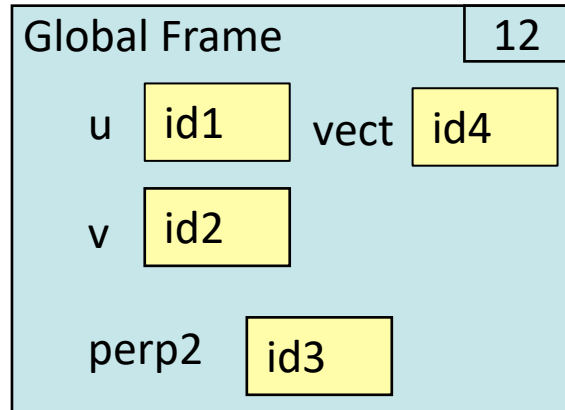 Global Frame 12
u id1 vect id4
v id2
perp2 id3